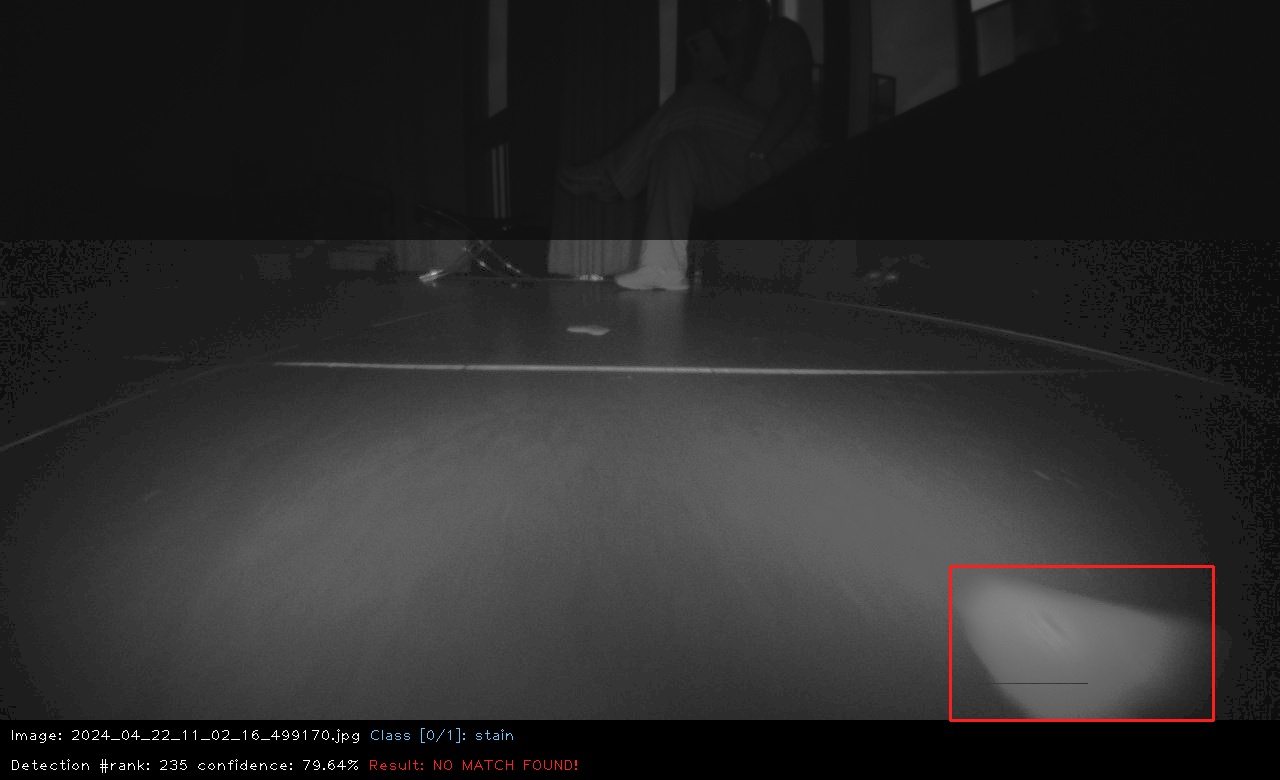 Image: 2024_04_22_11_02_16_499170.jpg Class [0/1]: stain
Detection #rank: 235 confidence: 79.64% Result: NO MATCH FOUND!